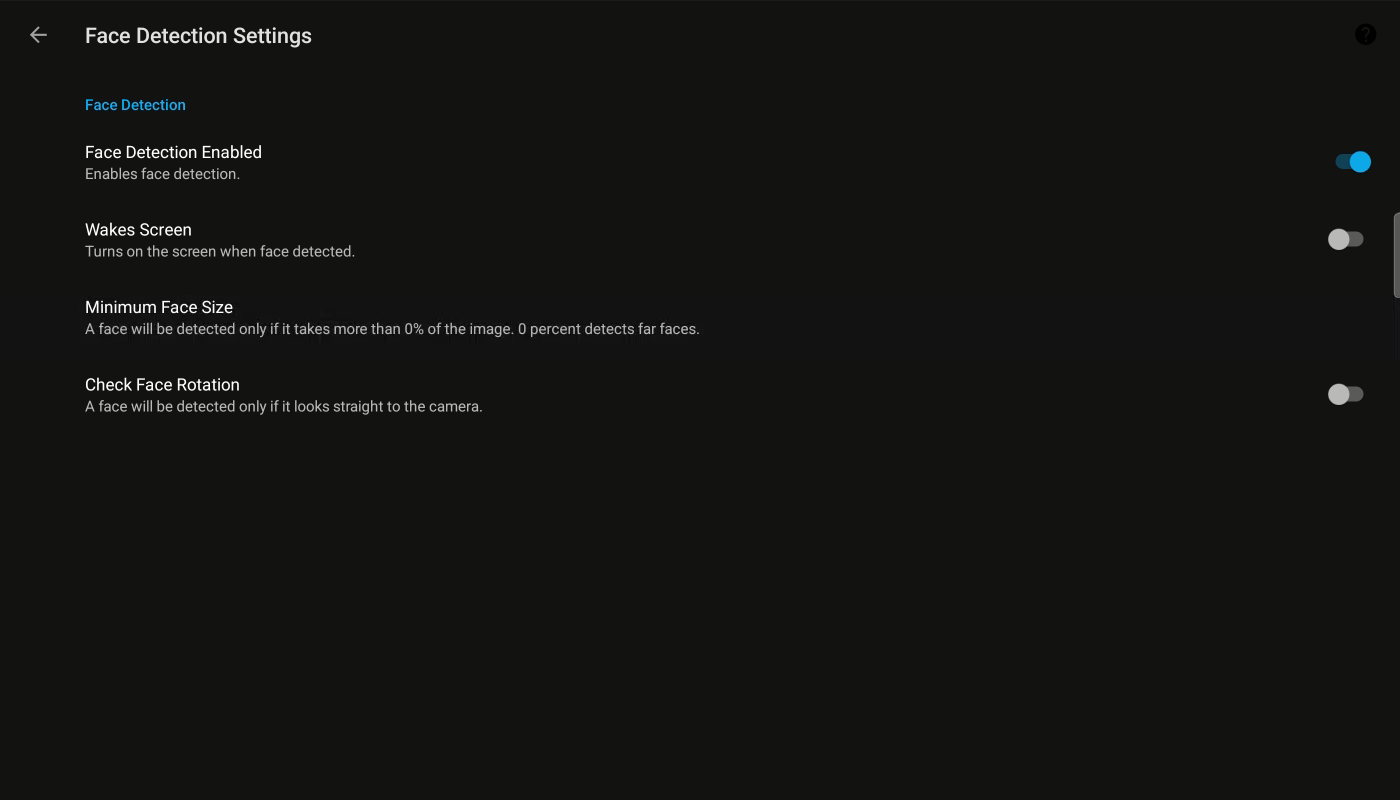 Face Detection Settings
?
Face Detection
Face Detection Enabled
Enables face detection.
Wakes Screen
Turns on the screen when face detected.
Minimum Face Size
A face will be detected only if it takes more than 0% of the image. 0 percent detects far faces.
Check Face Rotation
A face will be detected only if it looks straight to the camera.